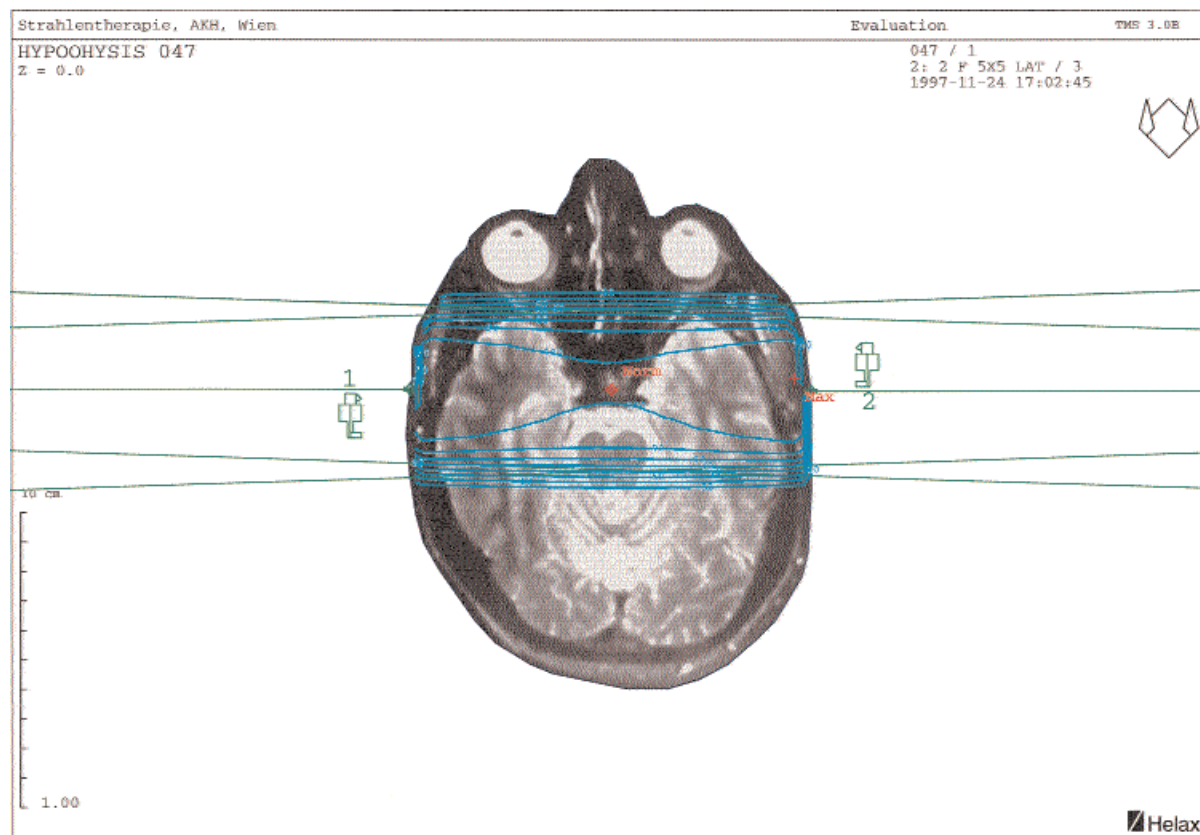 Strahlentherapie, AKH, Wien Evaluation TMS 3.0B
HYPOOHYSIS 047
Z = 0.0
047 / 1
2: 2 F 5X5 LAT / 3
1997-11-24 17:02:45
Norm
1
Max
2
10 cm
1.00
Helax